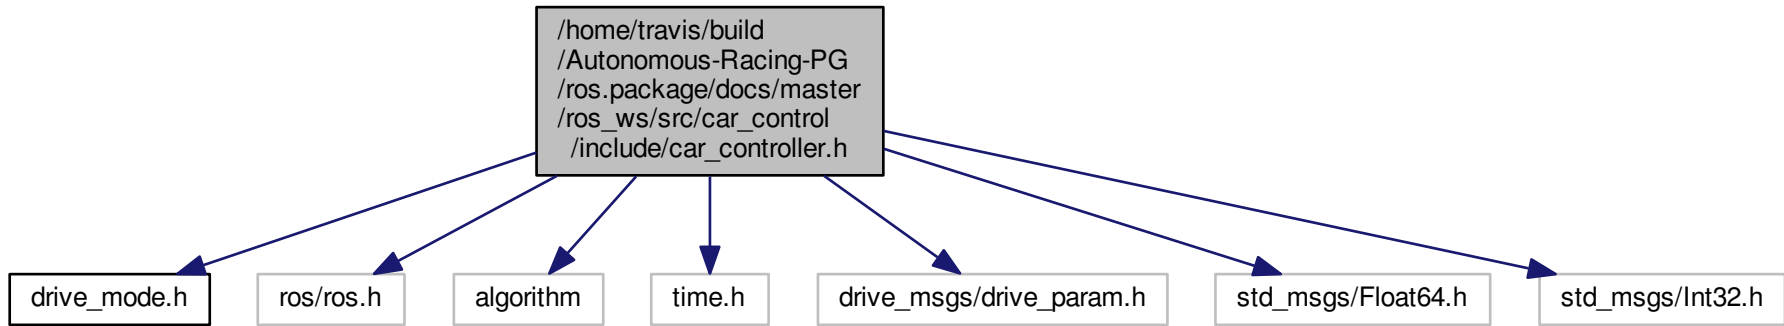 /home/travis/build
/Autonomous-Racing-PG
/ros.package/docs/master
/ros_ws/src/car_control
/include/car_controller.h
drive_mode.h
ros/ros.h
algorithm
time.h
drive_msgs/drive_param.h
std_msgs/Float64.h
std_msgs/Int32.h